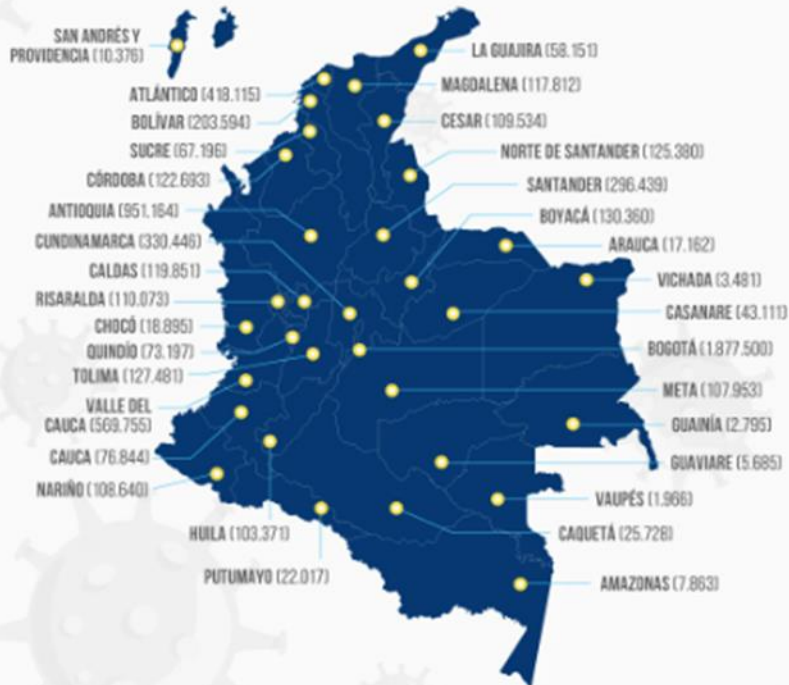 SAN ANDRÉS Y
PROVIDENCIA (10.376)
ATLÁNTICO (418.115)
BOLÍVAR (203.594)
SUCRE (67.196)
CÓRDOBA (122.693)
ANTIOQUIA (951.164)
CUNDINAMARCA (330.446)
CALDAS (119.851)
RISARALDA (110.073)
CHOCÓ (18.895)
QUINDÍO (73.197)
TOLIMA (127.481)
VALLE DEL
CAUCA (569.755)
CAUCA (76.844)
NARIÑO (108.640)
HUILA (103.371)
PUTUMAYO (22.017)
LA GUAJIRA (58.151)
MAGDALENA (117.812)
CESAR (109.534)
NORTE DE SANTANDER (125.380)
SANTANDER (296.439)
BOYACÁ (130.360)
ARAUCA (17.162)
VICHADA (3.481)
CASANARE (43.111)
BOGOTÁ (1.877.500)
META (107.953)
GUAINÍA (2.795)
GUAVIARE (5.685)
VAUPÉS (1.966)
CAQUETÁ (25.728)
AMAZONAS (7.863)